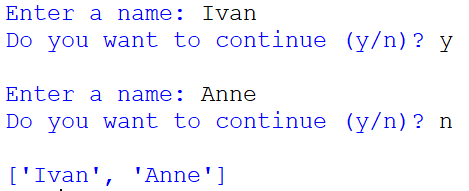 Enter a name: Ivan
Do you want to continue (y/n)? y
Enter a name: Anne
Do you want to continue (y/n)? n
['Ivan', 'Anne']